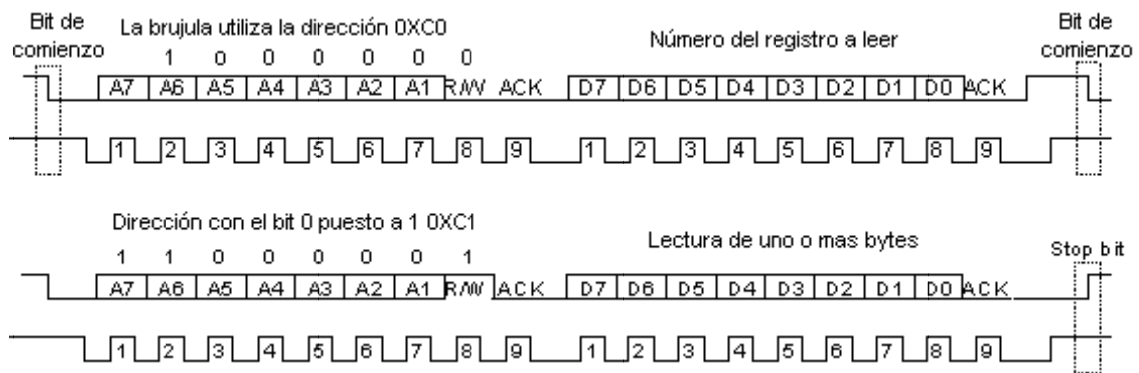 Bit de comienzo
La brujula utiliza la dirección 0XC0
Número del registro a leer
Bit de comienzo
1 0 0 0 0 0 0
A7 A6 A5 A4 A3 A2 A1 R/W ACK D7 D6 D5 D4 D3 D2 D1 D0 ACK
1 2 3 4 5 6 7 8 9 1 2 3 4 5 6 7 8 9
Dirección con el bit 0 puesto a 1 0XC1
Lectura de uno o mas bytes
Stop bit
1 1 0 0 0 0 0 1
A7 A6 A5 A4 A3 A2 A1 R/W ACK D7 D6 D5 D4 D3 D2 D1 D0 ACK
1 2 3 4 5 6 7 8 9 1 2 3 4 5 6 7 8 9